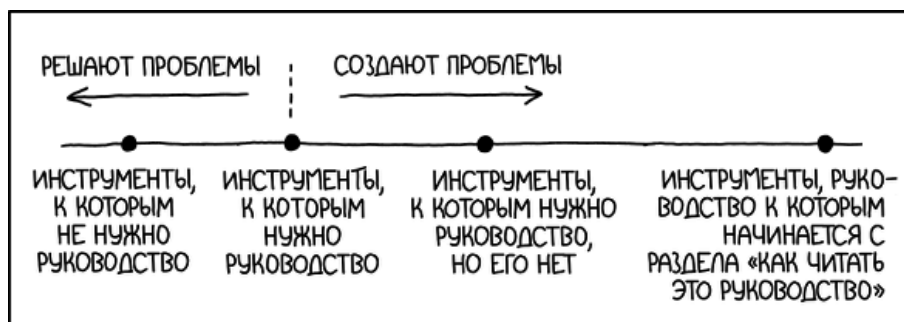 РЕШАЮТ ПРОБЛЕМЫ
СОЗДАЮТ ПРОБЛЕМЫ
ИНСТРУМЕНТЫ,
К КОТОРЫМ
НЕ НУЖНО
РУКОВОДСТВО
ИНСТРУМЕНТЫ,
К КОТОРЫМ
НУЖНО
РУКОВОДСТВО
ИНСТРУМЕНТЫ,
К КОТОРЫМ НУЖНО
РУКОВОДСТВО,
НО ЕГО НЕТ
ИНСТРУМЕНТЫ, РУКО-
ВОДСТВО К КОТОРЫМ
НАЧИНАЕТСЯ С
РАЗДЕЛА «КАК ЧИТАТЬ
ЭТО РУКОВОДСТВО»